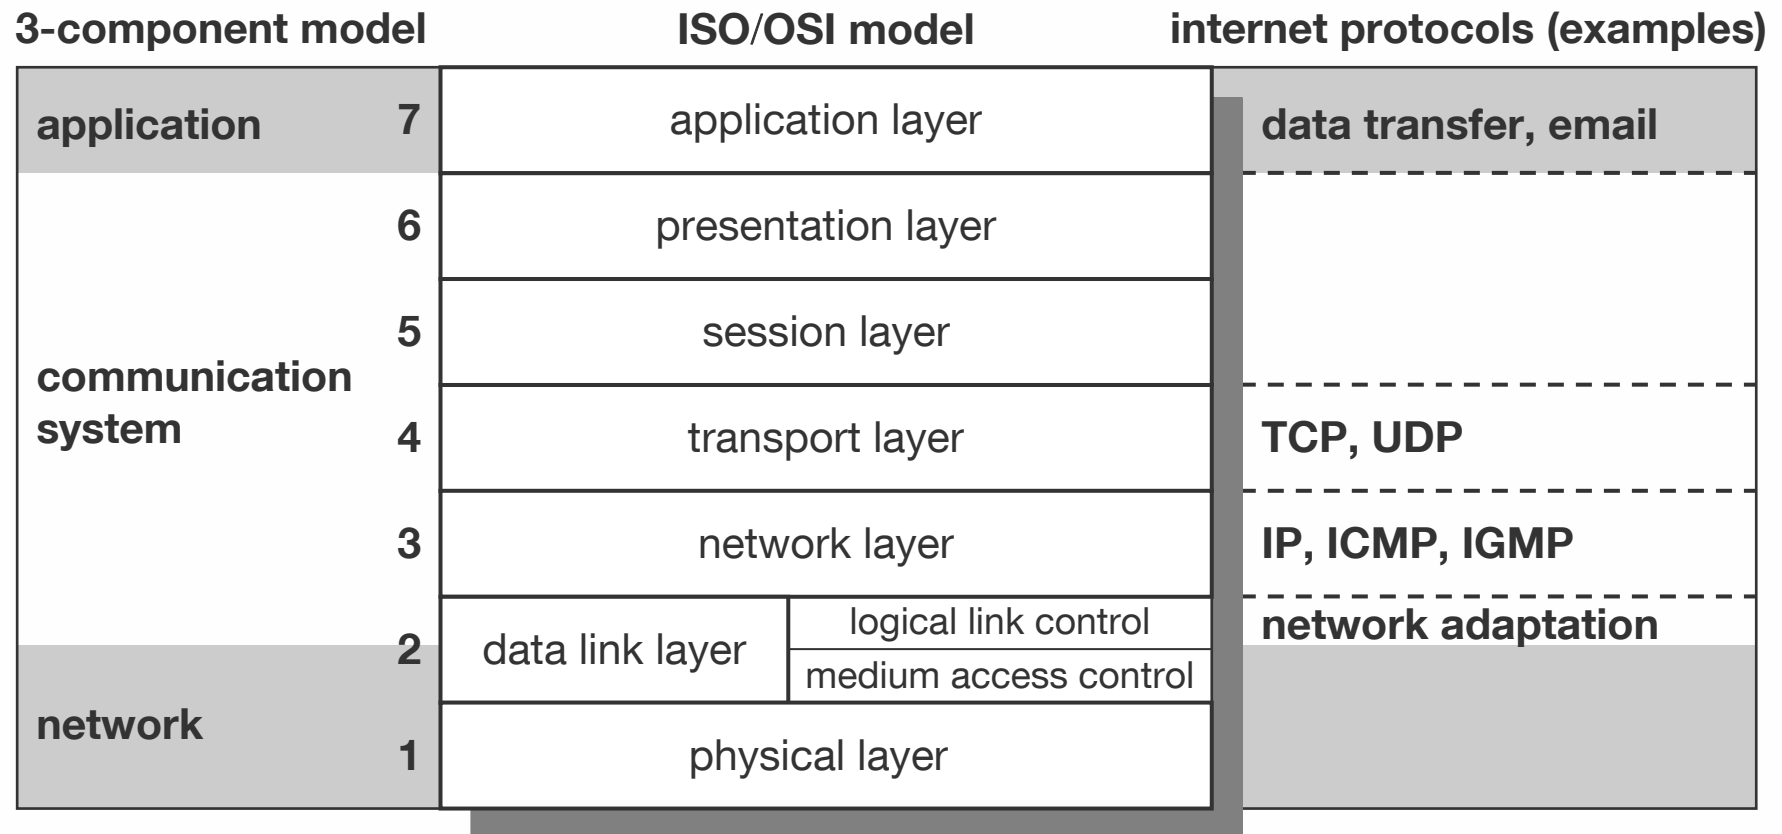 3-component model
ISO/OSI model
internet protocols (examples)
application
7
application layer
data transfer, email
6
presentation layer
5
session layer
communication
system
4
transport layer
TCP, UDP
3
network layer
IP, ICMP, IGMP
2
data link layer
logical link control
medium access control
network adaptation
network
1
physical layer